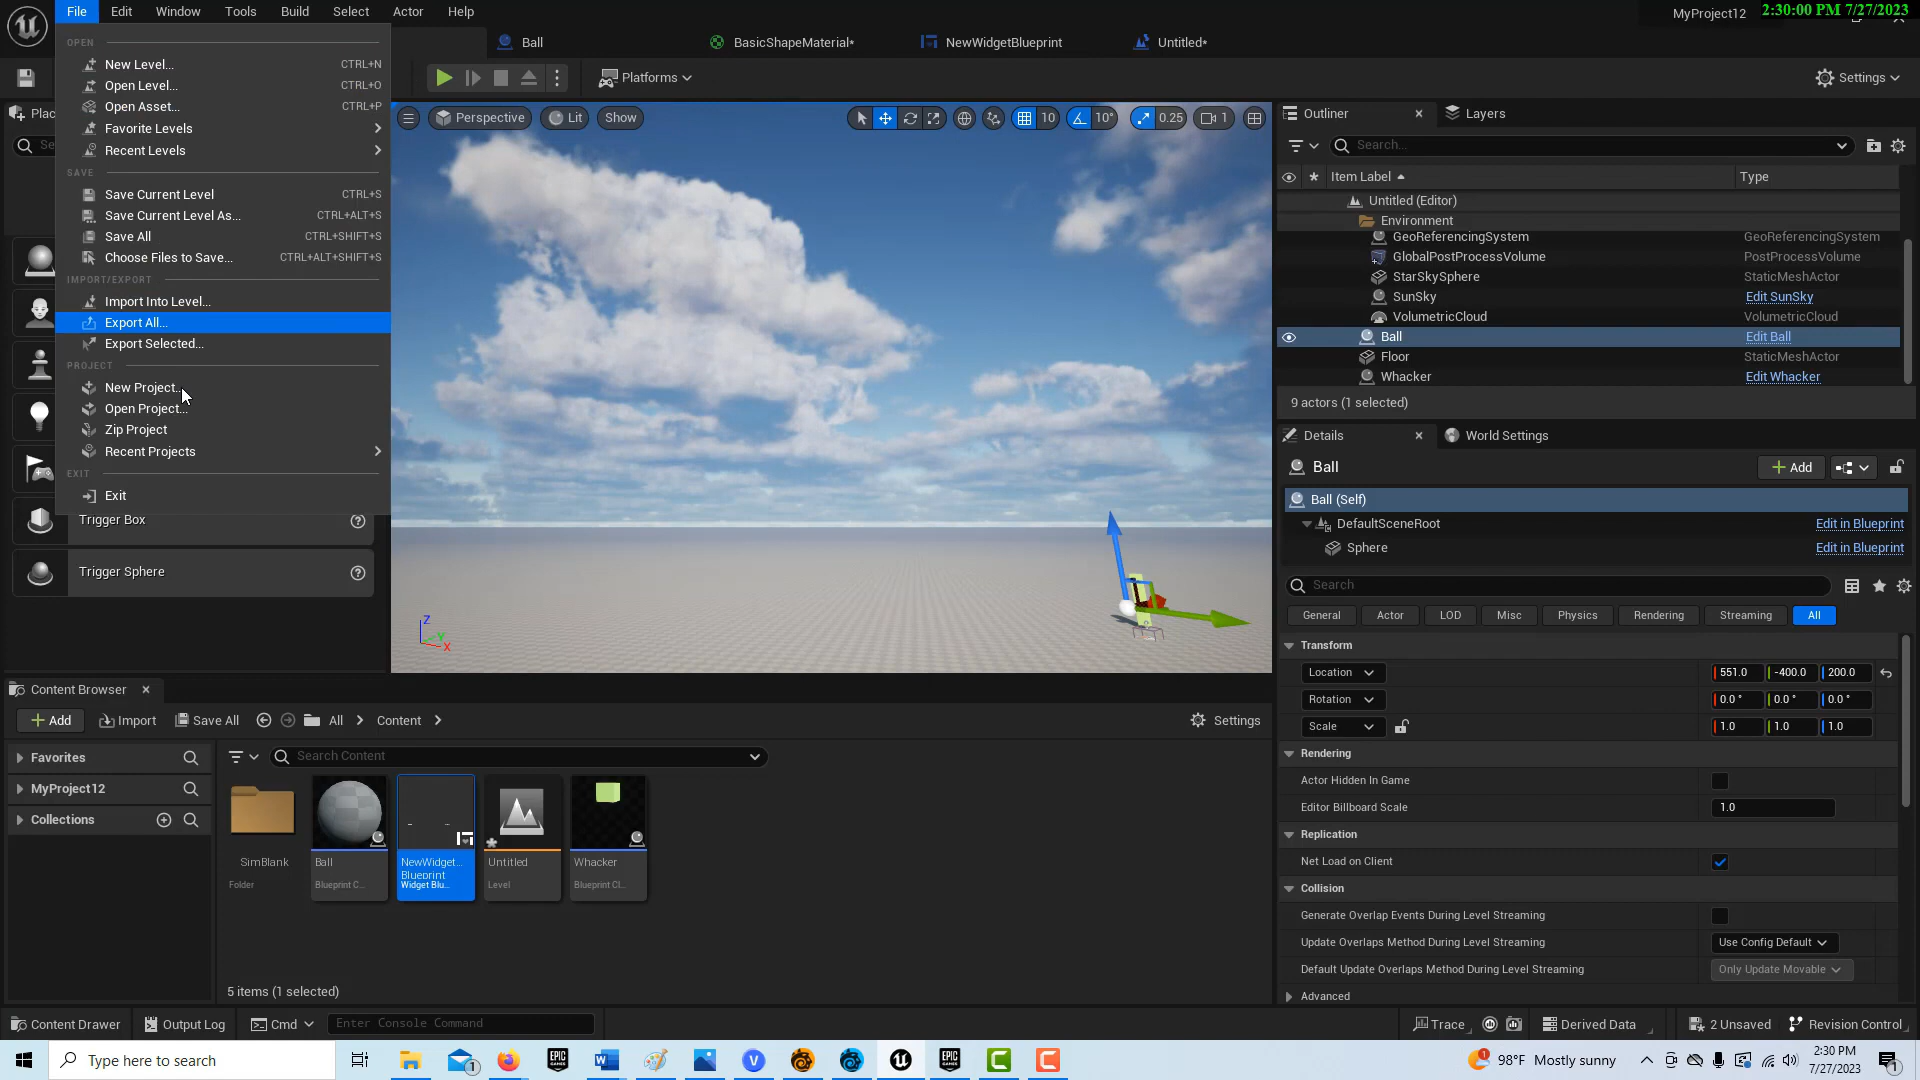 File Edit Window Tools Build Select Actor Help
MyProject12
2:30:00 PM 7/27/2023
Ball BasicShapeMaterial* NewWidgetBlueprint Untitled*
Platforms
Settings
OPEN
New Level... CTRL+N
Open Level... CTRL+O
Open Asset... CTRL+P
Favorite Levels
Recent Levels
SAVE
Save Current Level CTRL+S
Save Current Level As... CTRL+ALT+S
Save All CTRL+SHIFT+S
Choose Files to Save... CTRL+ALT+SHIFT+S
IMPORT/EXPORT
Import Into Level...
Export All...
Export Selected...
PROJECT
New Project...
Open Project...
Zip Project
Recent Projects
EXIT
Exit
Plac
Se
Trigger Box
Trigger Sphere
Perspective Lit Show 10 10° 0.25 1
Z
Y
X
Outliner Layers
Search...
Item Label Type
Untitled (Editor)
Environment
GeoReferencingSystem GeoReferencingSystem
GlobalPostProcessVolume PostProcessVolume
StarSkySphere StaticMeshActor
SunSky Edit SunSky
VolumetricCloud VolumetricCloud
Ball Edit Ball
Floor StaticMeshActor
Whacker Edit Whacker
9 actors (1 selected)
Details World Settings
Ball Add
Ball (Self)
DefaultSceneRoot Edit in Blueprint
Sphere Edit in Blueprint
Search
General Actor LOD Misc Physics Rendering Streaming All
Transform
Location 551.0 -400.0 200.0
Rotation 0.0° 0.0° 0.0°
Scale 1.0 1.0 1.0
Rendering
Actor Hidden In Game
Editor Billboard Scale 1.0
Replication
Net Load on Client
Collision
Generate Overlap Events During Level Streaming
Update Overlaps Method During Level Streaming Use Config Default
Default Update Overlaps Method During Level Streaming Only Update Movable
Advanced
Content Browser
Add Import Save All All Content Settings
Favorites
MyProject12
Collections
Search Content
SimBlank
Folder
Ball
Blueprint C...
NewWidget...
Blueprint
Widget Blu...
Untitled
Level
Whacker
Blueprint Cl...
5 items (1 selected)
Content Drawer Output Log Cmd Enter Console Command Trace Derived Data 2 Unsaved Revision Control
Type here to search
EPIC
GAMES
98°F Mostly sunny
2:30 PM
7/27/2023